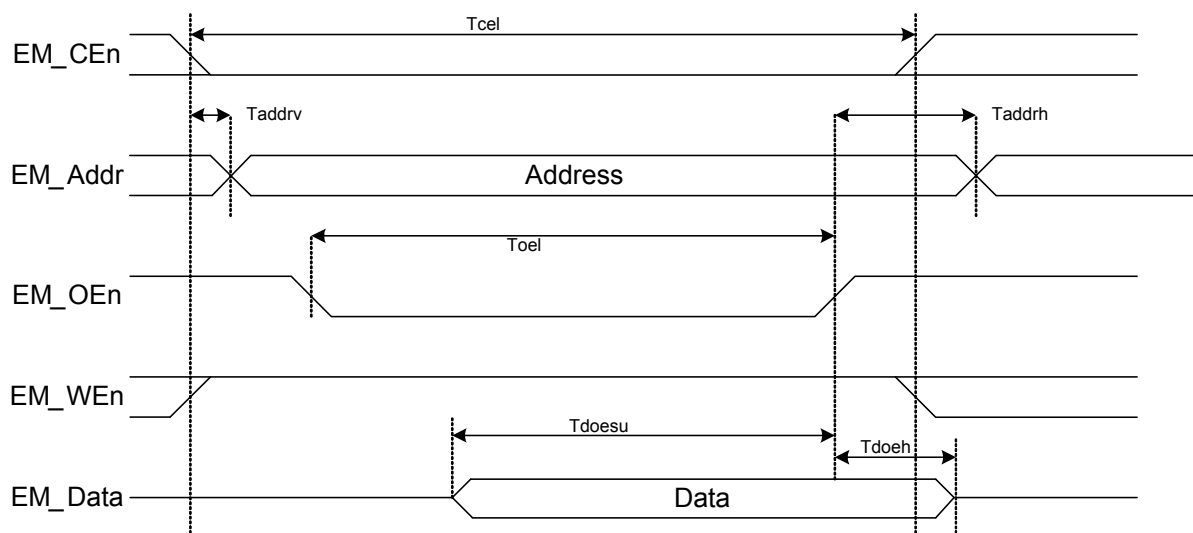 Tcel
EM_CEn
Taddrv
Taddrh
EM_Addr
Address
Toel
EM_OEn
EM_WEn
Tdoesu
Tdoeh
EM_Data
Data